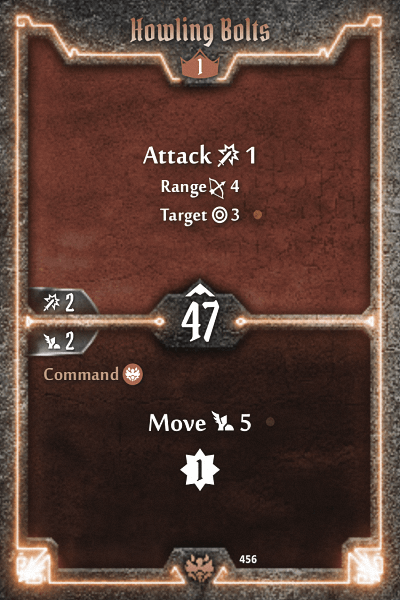 Howling Bolts
1
Attack 1
Range 4
Target 3
2
47
2
Command
Move 5
1
456